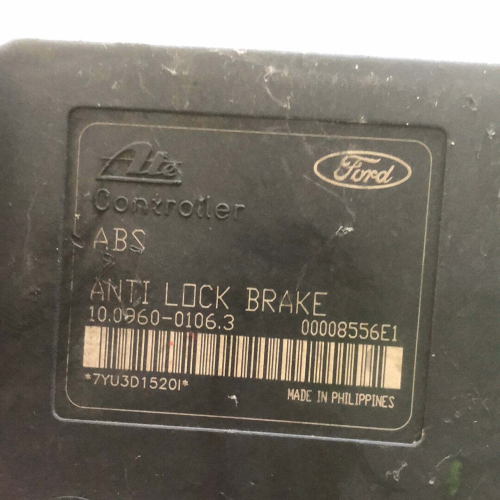 Ate
Ford
Controller
ABS
ANTI LOCK BRAKE
10.0960-0106.3 00008556E1
*7YU3D1520I*
MADE IN PHILIPPINES